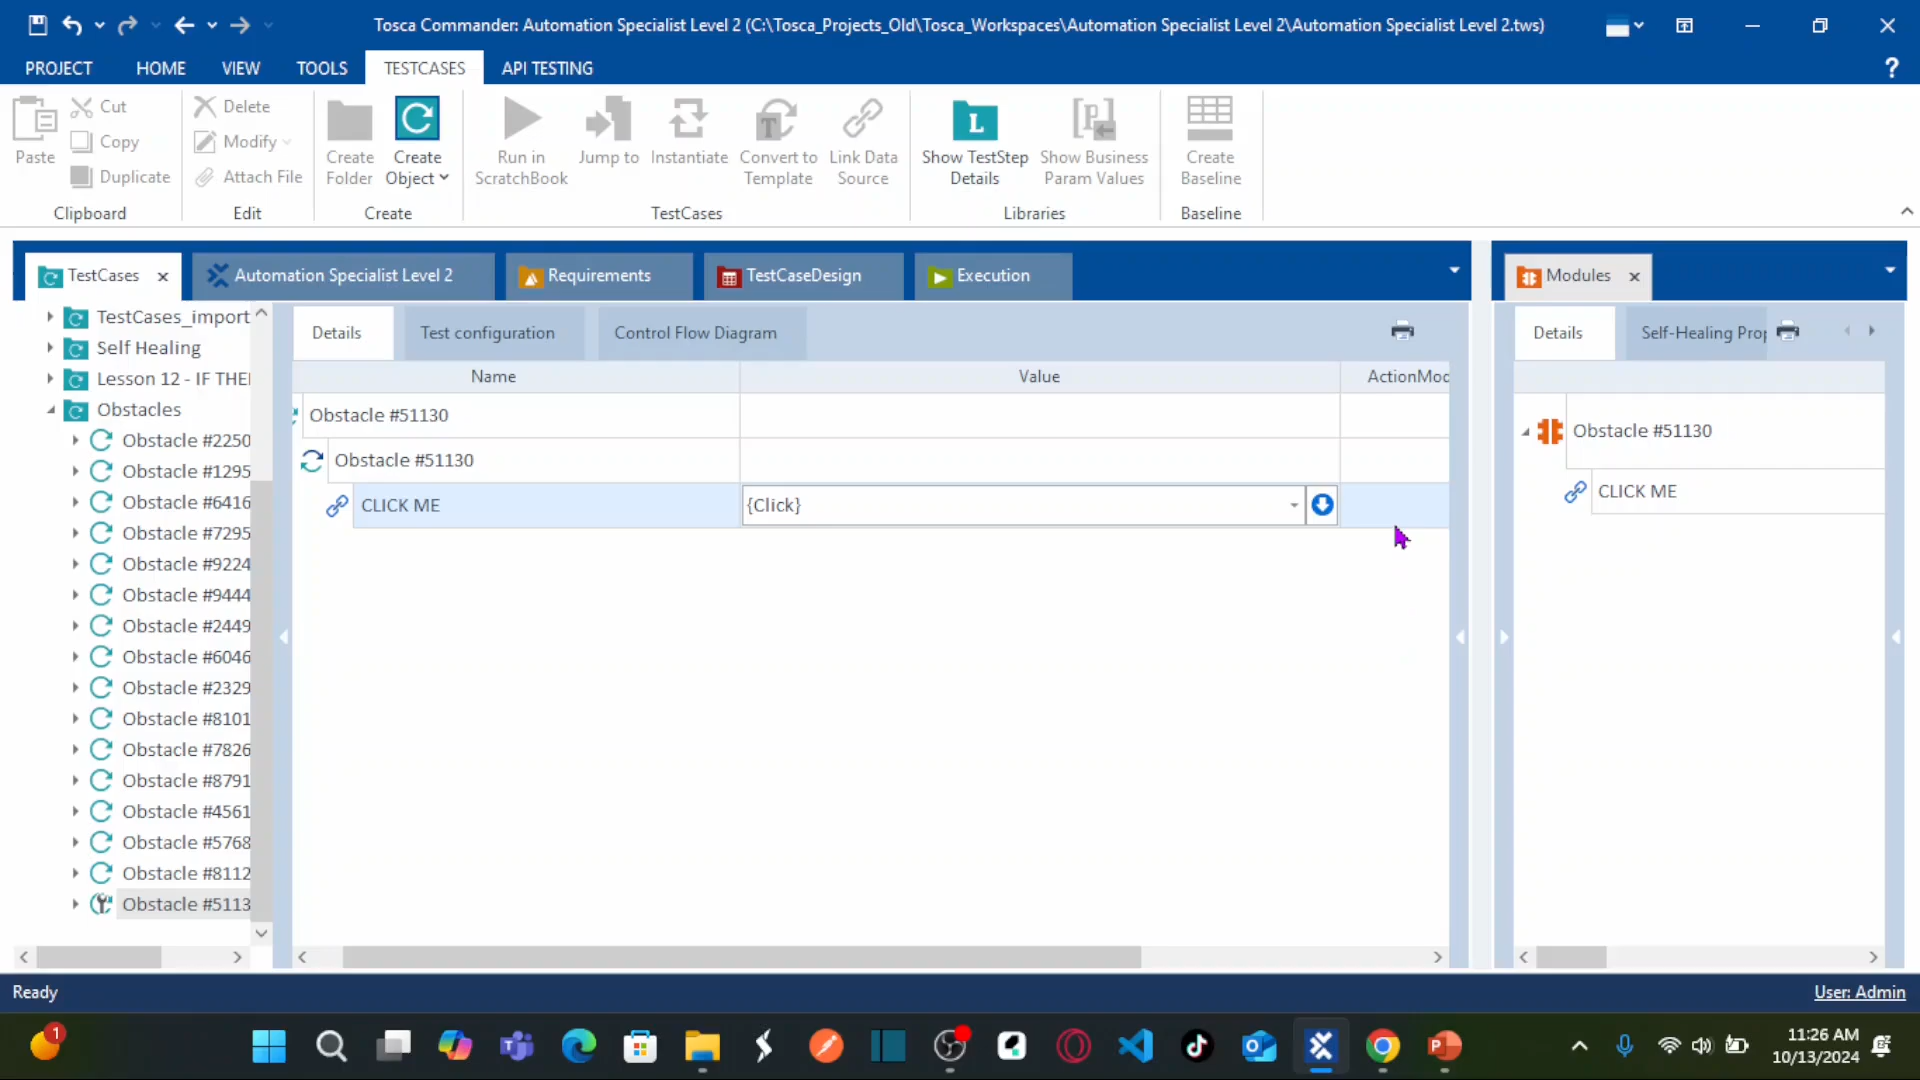 Tosca Commander: Automation Specialist Level 2 (C:\Tosca_Projects_Old\Tosca_Workspaces\Automation Specialist Level 2\Automation Specialist Level 2.tws)
PROJECT HOME VIEW TOOLS TESTCASES API TESTING ?
Paste
Cut
Copy
Duplicate
Clipboard
Delete
Modify
Attach File
Edit
Create Folder
Create Object
Create
Run in ScratchBook
Jump to
Instantiate
Convert to Template
Link Data Source
TestCases
L
Show TestStep Details
Show Business Param Values
Libraries
Create Baseline
Baseline
TestCases Automation Specialist Level 2 Requirements TestCaseDesign Execution Modules
TestCases_import
Self Healing
Lesson 12 - IF THE
Obstacles
Obstacle #2250
Obstacle #1295
Obstacle #6416
Obstacle #7295
Obstacle #9224
Obstacle #9444
Obstacle #2449
Obstacle #6046
Obstacle #2329
Obstacle #8101
Obstacle #7826
Obstacle #8791
Obstacle #4561
Obstacle #5768
Obstacle #8112
Obstacle #5113
Details Test configuration Control Flow Diagram
Name Value ActionMod
Obstacle #51130
Obstacle #51130
CLICK ME {Click}
Details Self-Healing Prop
Obstacle #51130
CLICK ME
Ready User: Admin
1
11:26 AM
10/13/2024